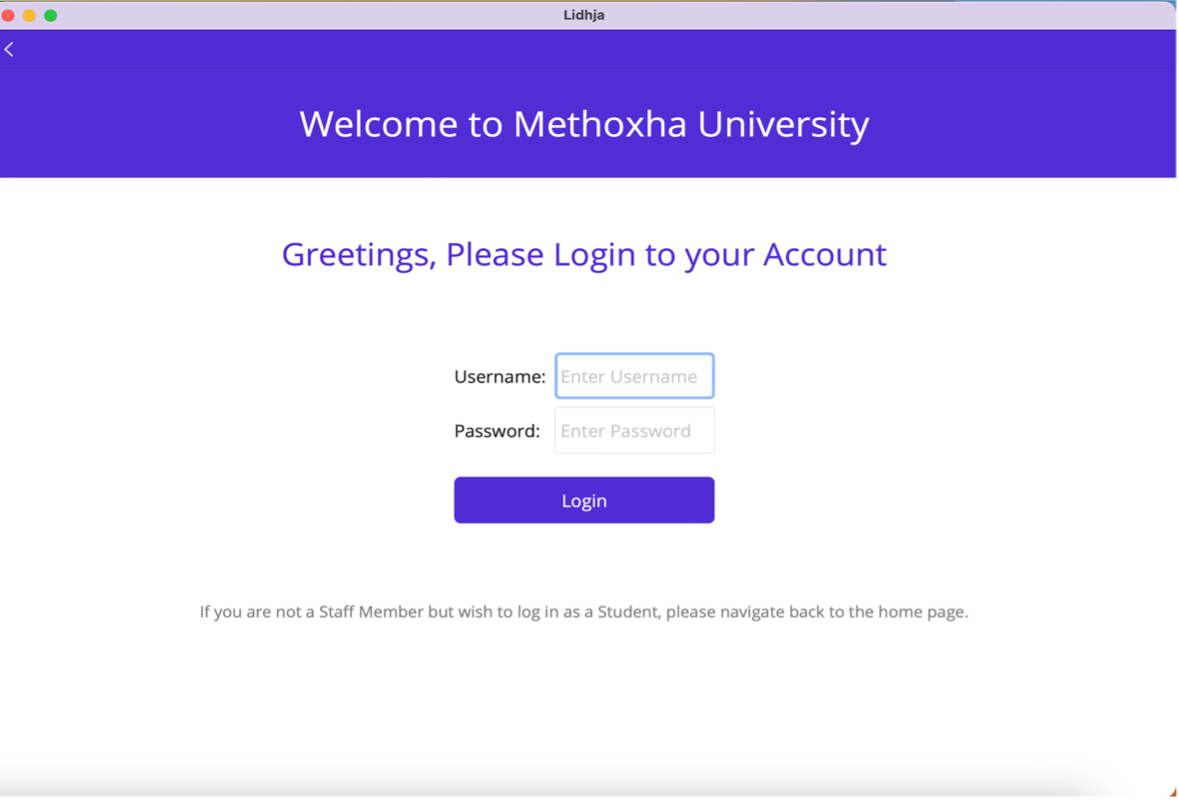 Lidhja
Welcome to Methoxha University
Greetings, Please Login to your Account
Username: Enter Username
Password: Enter Password
Login
If you are not a Staff Member but wish to log in as a Student, please navigate back to the home page.